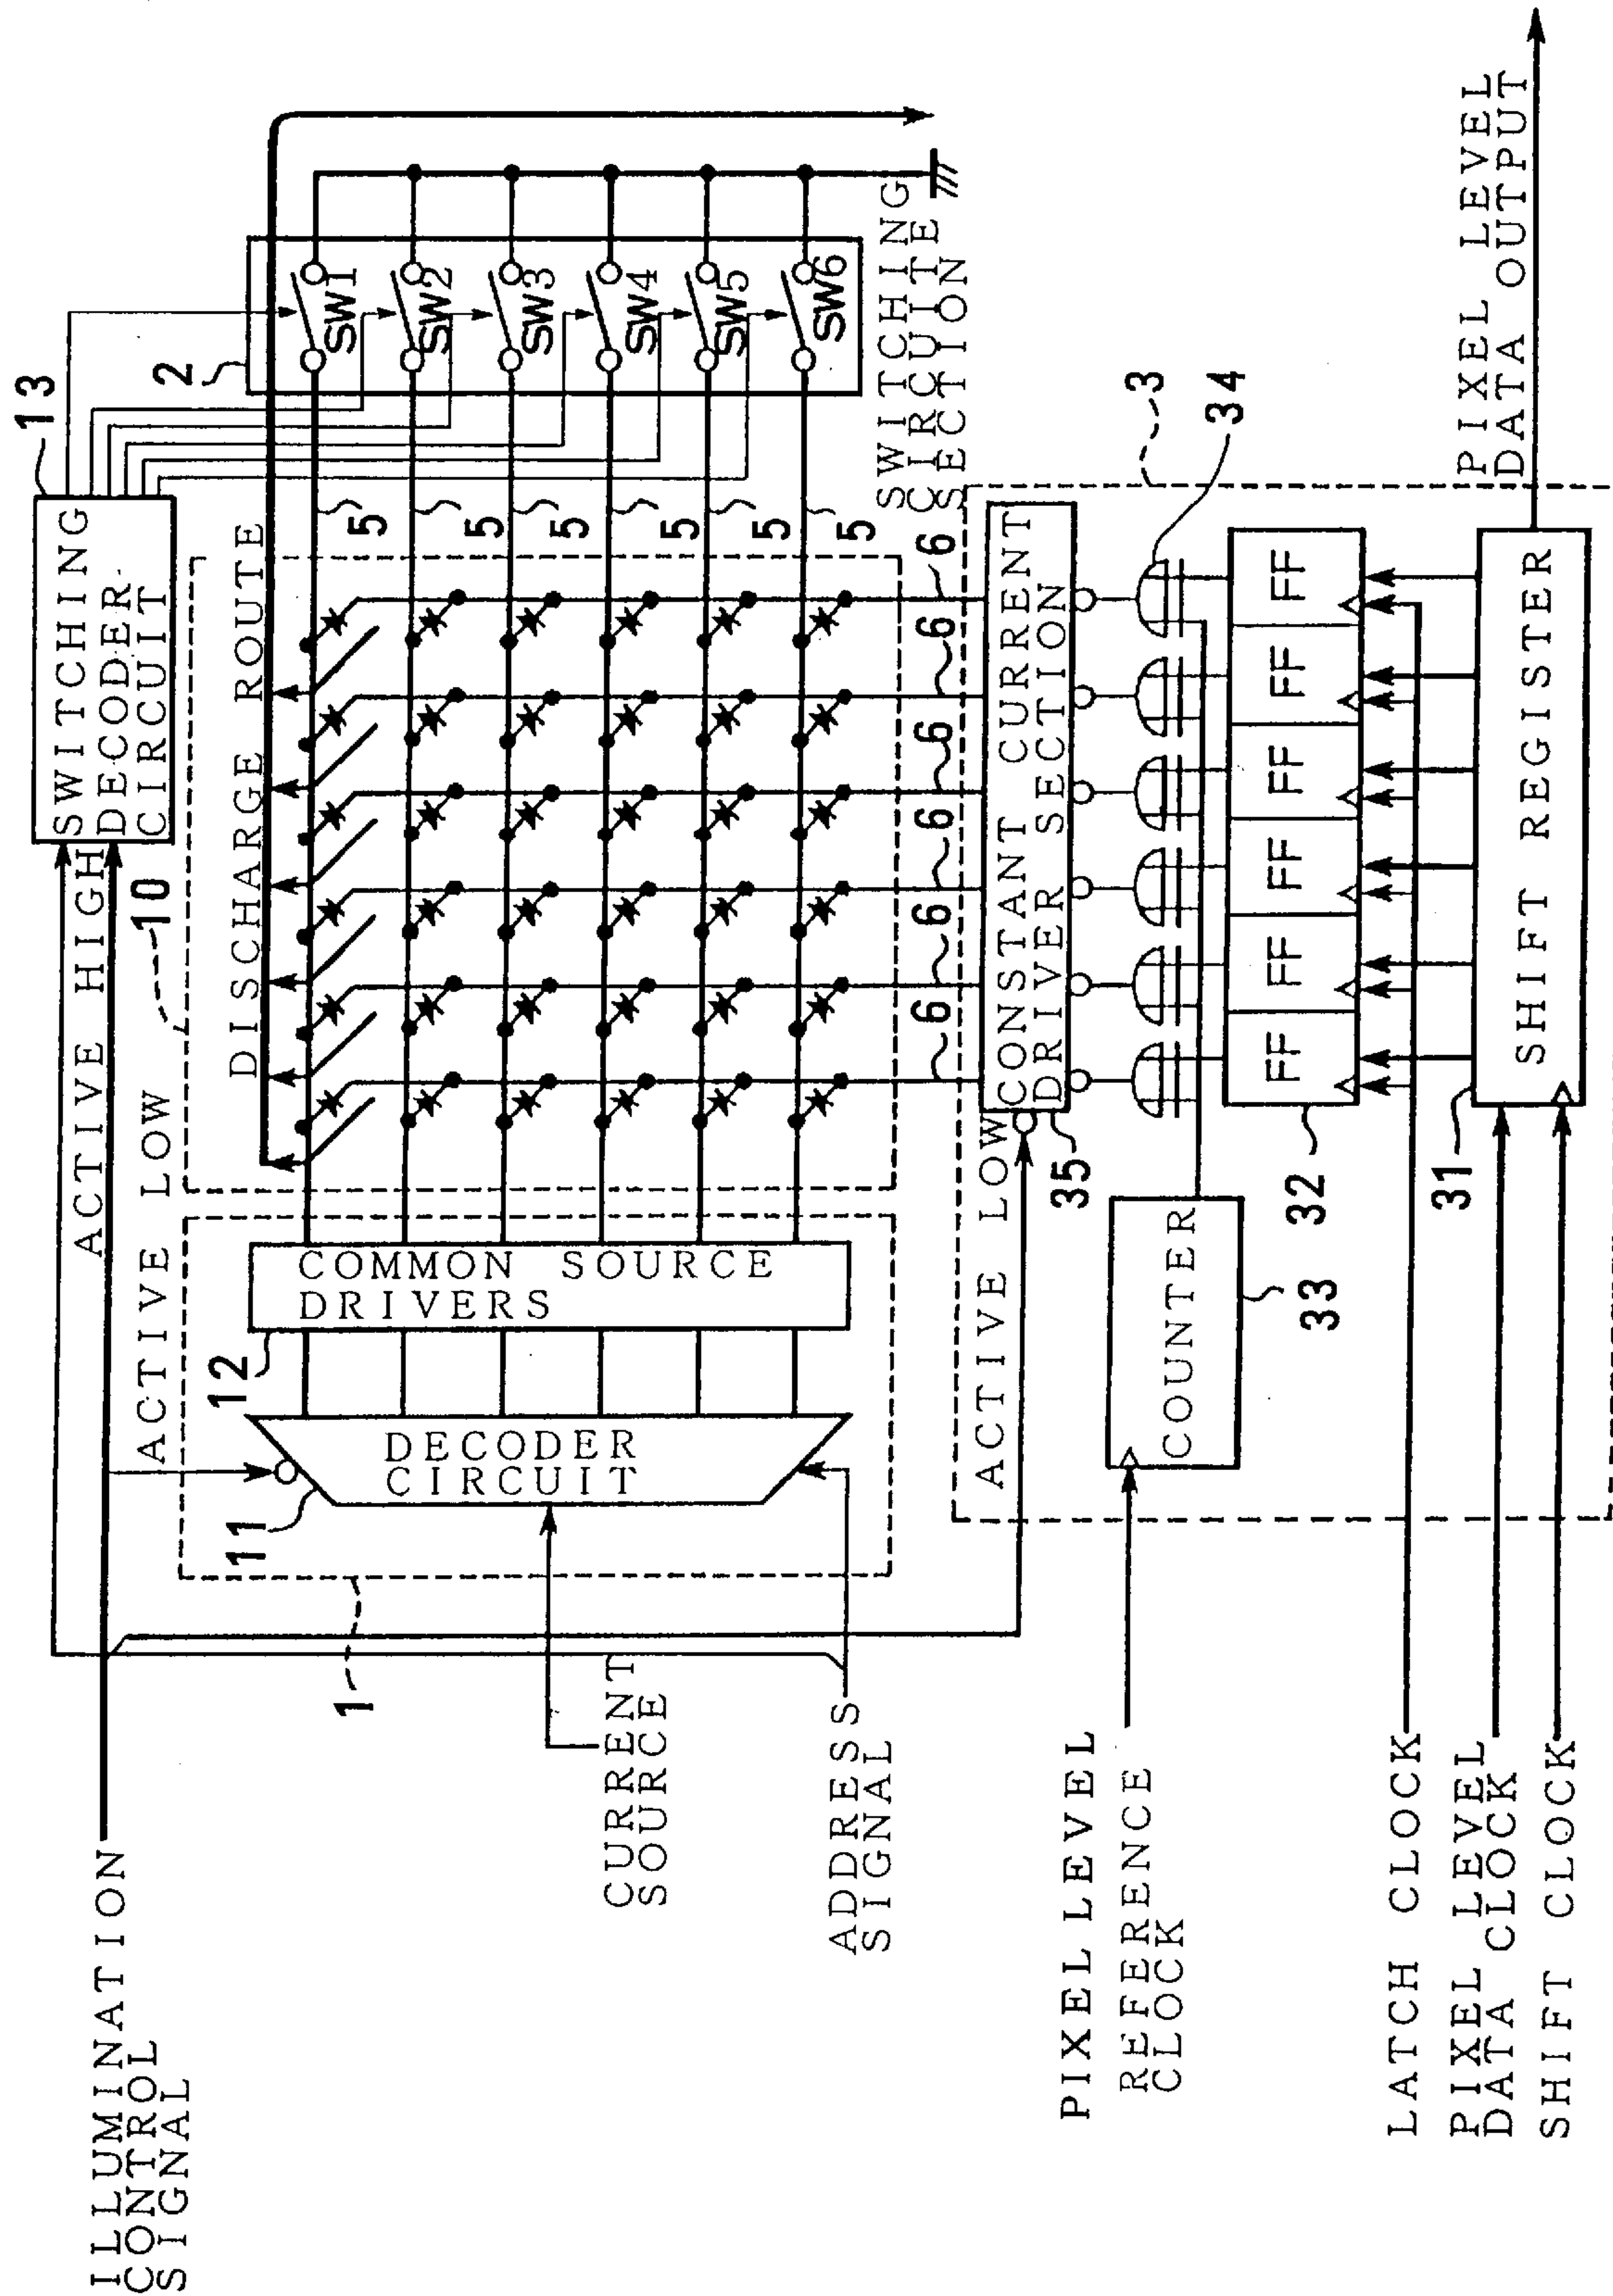 ILLUMINATION
CONTROL
SIGNAL
ACTIVE HIGH
ACTIVE LOW
13
SWITCHING
DECODER
CIRCUIT
10
DISCHARGE ROUTE
2
SW1
SW2
SW3
SW4
SW5
SW6
5
5
5
5
5
5
SWITCHING
CIRCUITE
SECTION
1
11
DECODER
CIRCUIT
12
COMMON SOURCE
DRIVERS
CURRENT
SOURCE
ADDRESS
SIGNAL
6
6
6
6
6
6
ACTIVE LOW
35
CONSTANT CURRENT
DRIVER SECTION
3
34
PIXEL LEVEL
REFERENCE
CLOCK
COUNTER
33
32
FF
FF
FF
FF
FF
FF
LATCH CLOCK
PIXEL LEVEL
DATA CLOCK
SHIFT CLOCK
31
SHIFT REGISTER
PIXEL LEVEL
DATA OUTPUT